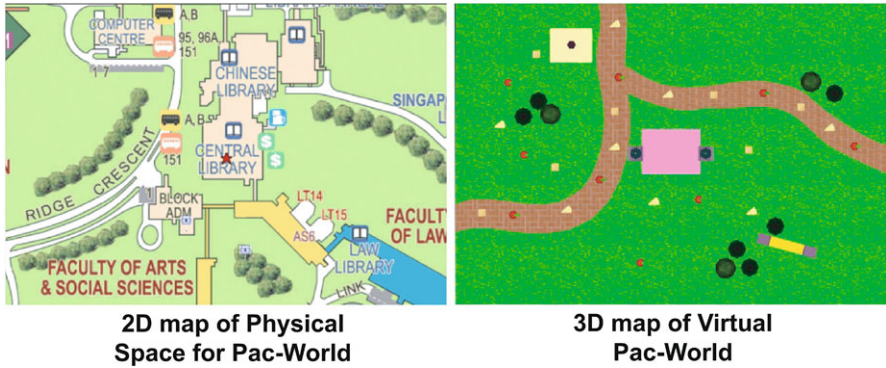 COMPUTER
CENTRE
A,B
95, 96A,
151
CHINESE
LIBRARY
SINGAP
A,B
151
CENTRAL
LIBRARY
RIDGE CRESCENT
BLOCK
ADM
LT14
LT15
AS6
FACULTY
OF LAW
LAW
LIBRARY
FACULTY OF ARTS
& SOCIAL SCIENCES
LINK
2D map of Physical
Space for Pac-World
3D map of Virtual
Pac-World